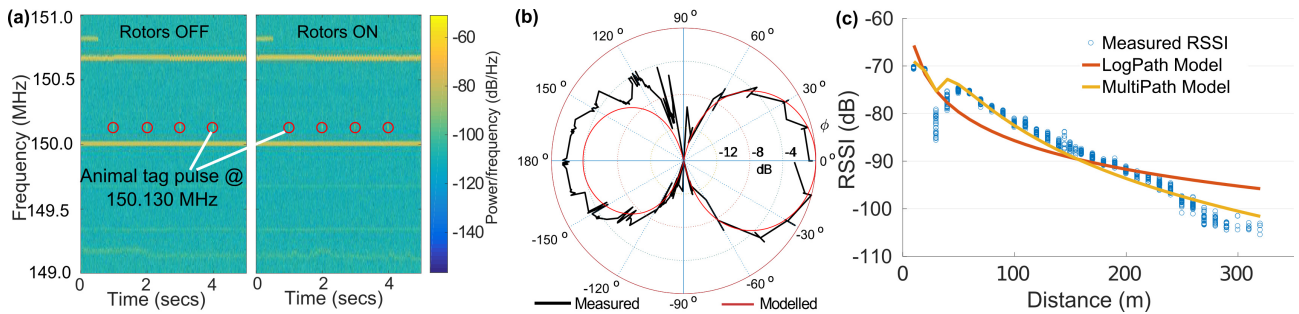 (a)
151.0
150.5
150.0
149.5
149.0
Frequency (MHz)
Rotors OFF
Rotors ON
Animal tag pulse @
150.130 MHz
0
2
4
Time (secs)
0
2
4
Time (secs)
-60
-80
-100
-120
-140
Power/frequency (dB/Hz)
(b)
90 o
120 o
60 o
150 o
30 o
ϕ
180 o
0 o
-12
-8
-4
dB
-150 o
-30 o
-120 o
-60 o
-90 o
Measured
Modelled
(c)
-60
-70
-80
-90
-100
-110
RSSI (dB)
Measured RSSI
LogPath Model
MultiPath Model
0
100
200
300
Distance (m)